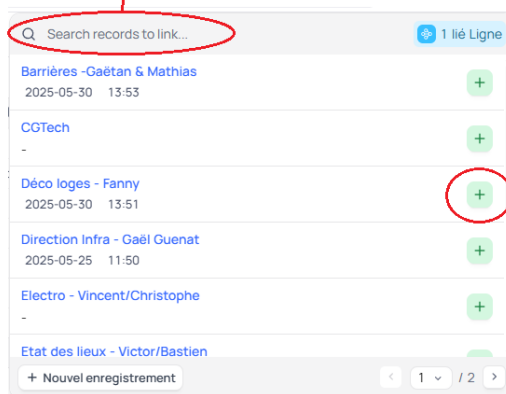 Search records to link...
1 lié Ligne
Barrières -Gaëtan & Mathias
2025-05-30 13:53
CGTech
-
Déco loges - Fanny
2025-05-30 13:51
Direction Infra - Gaël Guenat
2025-05-25 11:50
Electro - Vincent/Christophe
-
Etat des lieux - Victor/Bastien
+ Nouvel enregistrement
1 / 2